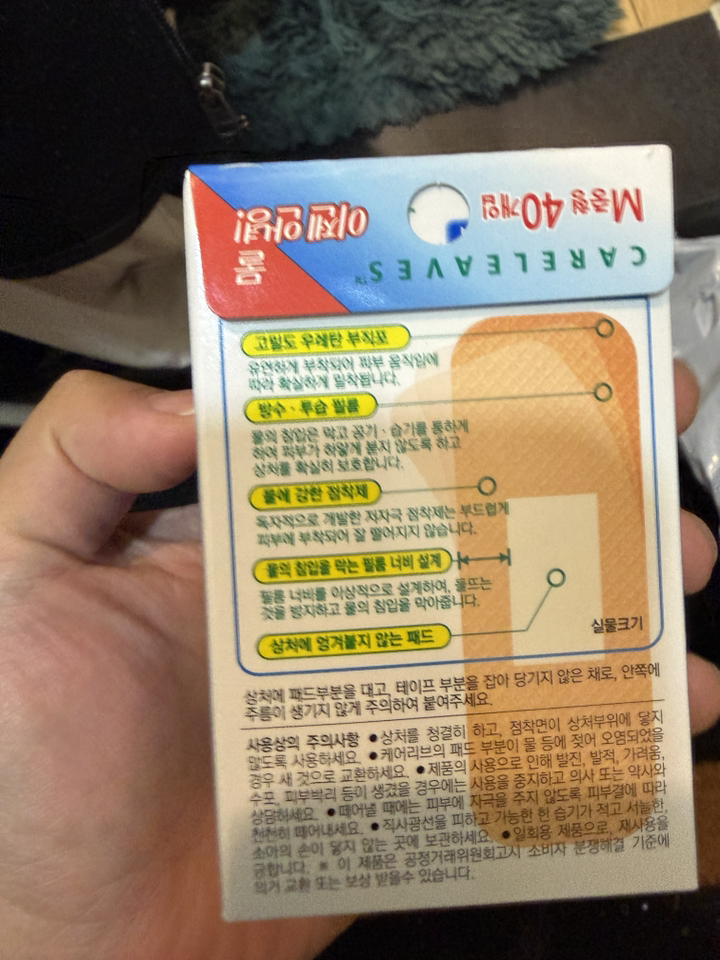 M중형 40개입
이젠 안녕!
CARELEAVES™
고밀도 우레탄 부직포
유연하게 부착되어 피부 움직임에
따라 확실하게 밀착됩니다.
방수·투습 필름
물의 침입은 막고 공기·습기를 통하게
하여 피부가 하얗게 붇지 않도록 하고
상처를 확실히 보호합니다.
물에 강한 점착제
독자적으로 개발한 저자극 점착제는 부드럽게
피부에 부착되어 잘 떨어지지 않습니다.
물의 침입을 막는 필름 너비 설계
필름 너비를 이상적으로 설계하여, 들뜨는
것을 방지하고 물의 침입을 막아줍니다.
상처에 엉겨붙지 않는 패드
실물크기
상처에 패드부분을 대고, 테이프 부분을 잡아 당기지 않은 채로, 안쪽에
주름이 생기지 않게 주의하여 붙여주세요.
사용상의 주의사항 ●상처를 청결히 하고, 점착면이 상처부위에 닿지
않도록 사용하세요. ●케어리브의 패드 부분이 물 등에 젖어 오염되었을
경우 새 것으로 교환하세요. ●제품의 사용으로 인해 발진, 발적, 가려움,
수포, 피부박리 등이 생겼을 경우에는 사용을 중지하고 의사 또는 약사와
상담하세요. ●떼어낼 때에는 피부에 자극을 주지 않도록 피부결에 따라
천천히 떼어내세요. ●직사광선을 피하고 가능한 한 습기가 적고 서늘한,
소아의 손이 닿지 않는 곳에 보관하세요. ●일회용 제품으로, 재사용을
금합니다. ※ 이 제품은 공정거래위원회고시 소비자 분쟁해결 기준에
의거 교환 또는 보상 받을수 있습니다.